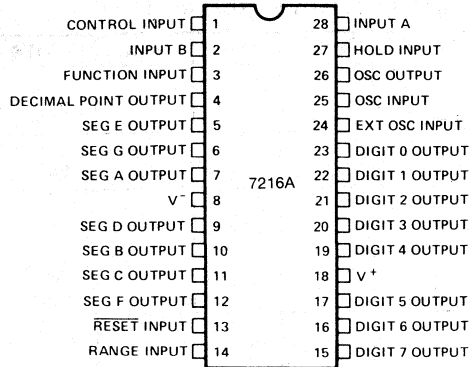 CONTROL INPUT 1 28 INPUT A
INPUT B 2 27 HOLD INPUT
FUNCTION INPUT 3 26 OSC OUTPUT
DECIMAL POINT OUTPUT 4 25 OSC INPUT
SEG E OUTPUT 5 24 EXT OSC INPUT
SEG G OUTPUT 6 23 DIGIT 0 OUTPUT
SEG A OUTPUT 7 22 DIGIT 1 OUTPUT
7216A
V- 8 21 DIGIT 2 OUTPUT
SEG D OUTPUT 9 20 DIGIT 3 OUTPUT
SEG B OUTPUT 10 19 DIGIT 4 OUTPUT
SEG C OUTPUT 11 18 V+
SEG F OUTPUT 12 17 DIGIT 5 OUTPUT
RESET INPUT 13 16 DIGIT 6 OUTPUT
RANGE INPUT 14 15 DIGIT 7 OUTPUT